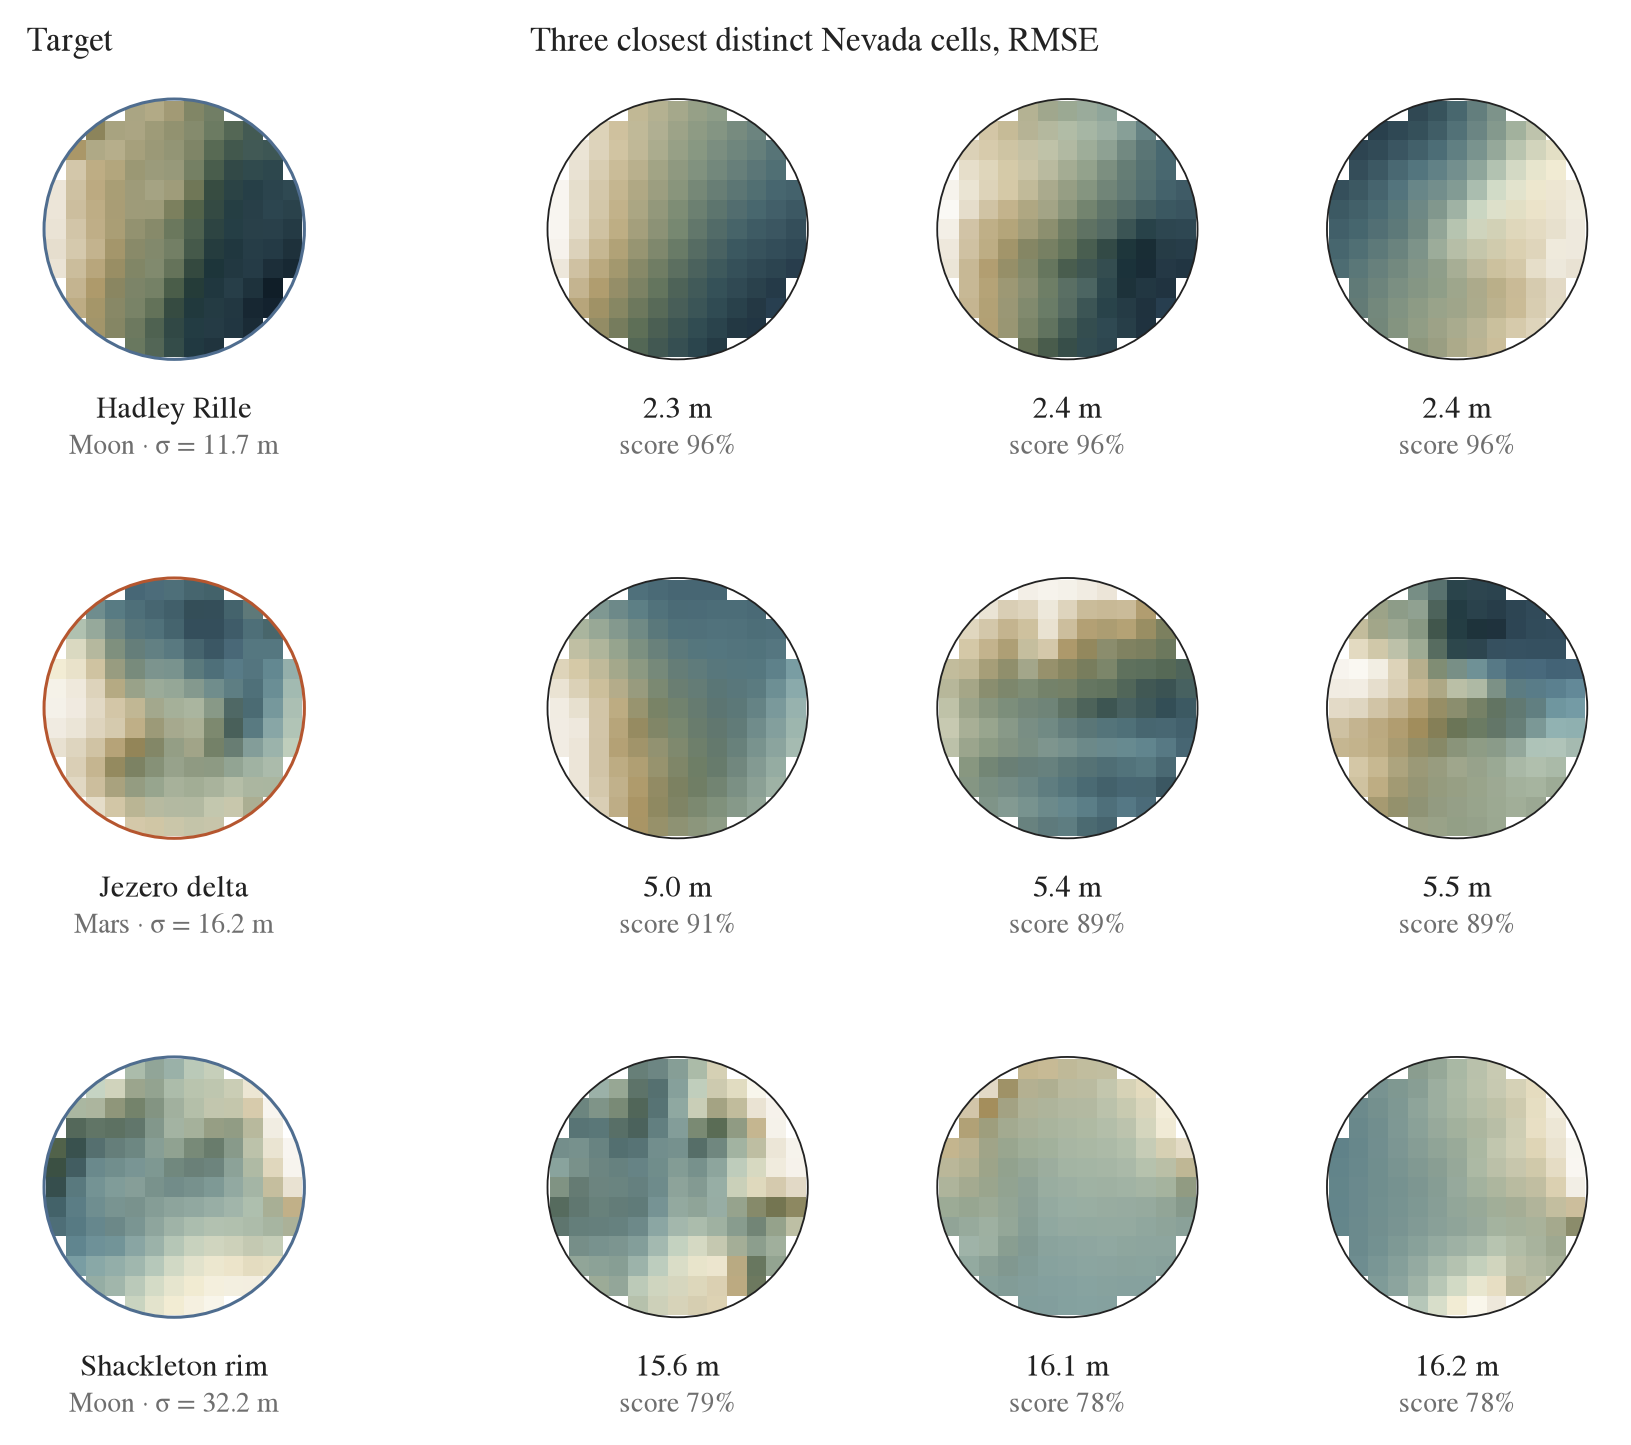 Target
Three closest distinct Nevada cells, RMSE
Hadley Rille
Moon · σ = 11.7 m
2.3 m
score 96%
2.4 m
score 96%
2.4 m
score 96%
Jezero delta
Mars · σ = 16.2 m
5.0 m
score 91%
5.4 m
score 89%
5.5 m
score 89%
Shackleton rim
Moon · σ = 32.2 m
15.6 m
score 79%
16.1 m
score 78%
16.2 m
score 78%